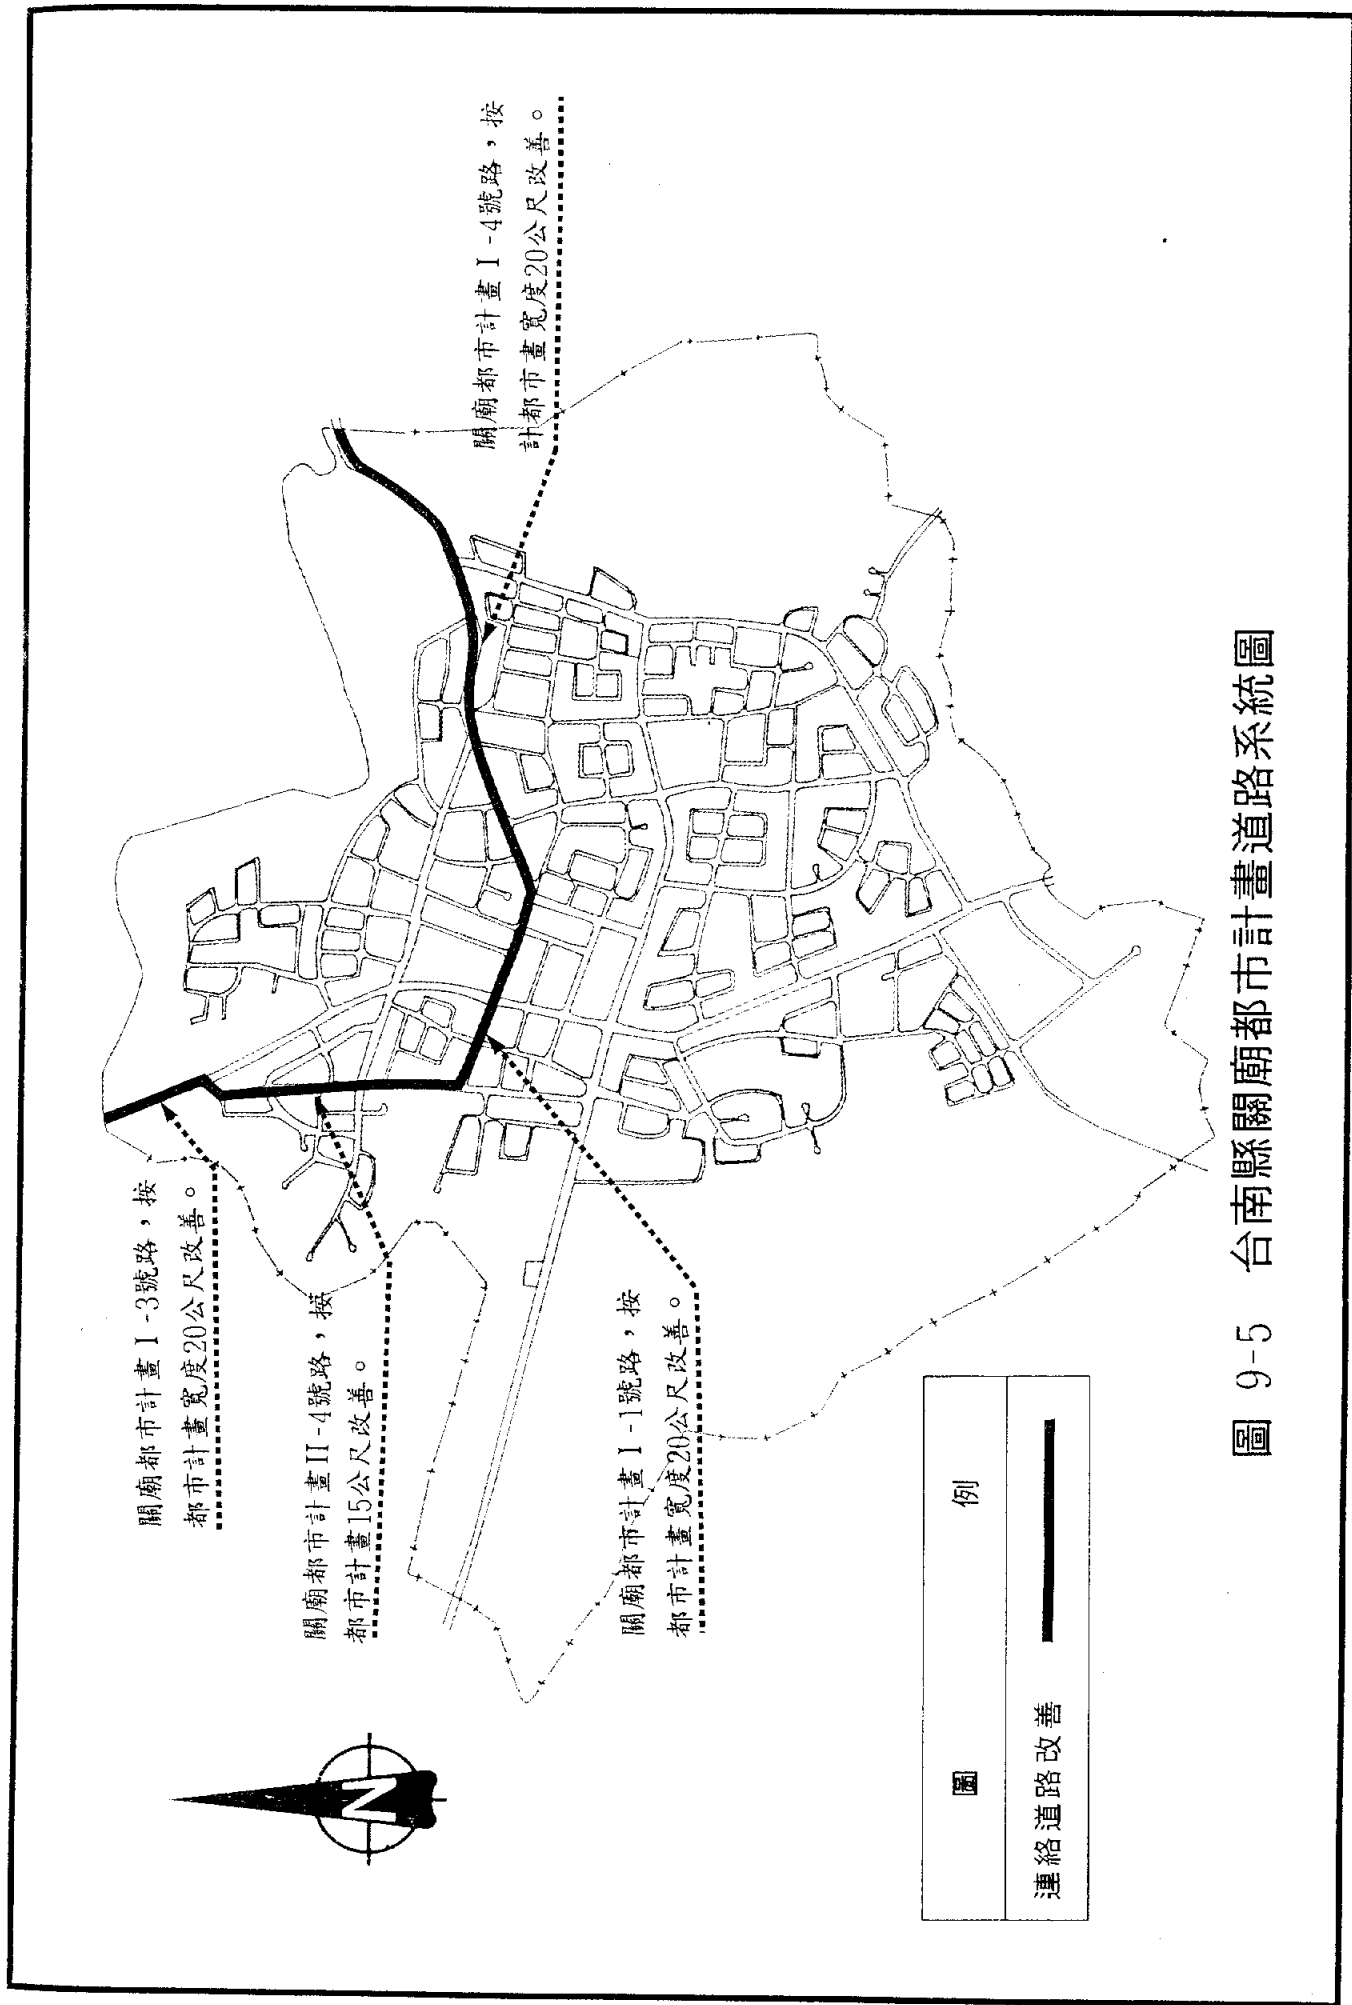 關廟都市計畫I-3號路，按
都市計畫寬度20公尺改善。
關廟都市計畫II-4號路，按
都市計畫15公尺改善。
關廟都市計畫I-1號路，按
都市計畫寬度20公尺改善。
關廟都市計畫I-4號路，按
計都市畫寬度20公尺改善。
N
圖 例
連絡道路改善
圖 9-5 台南縣關廟都市計畫道路系統圖